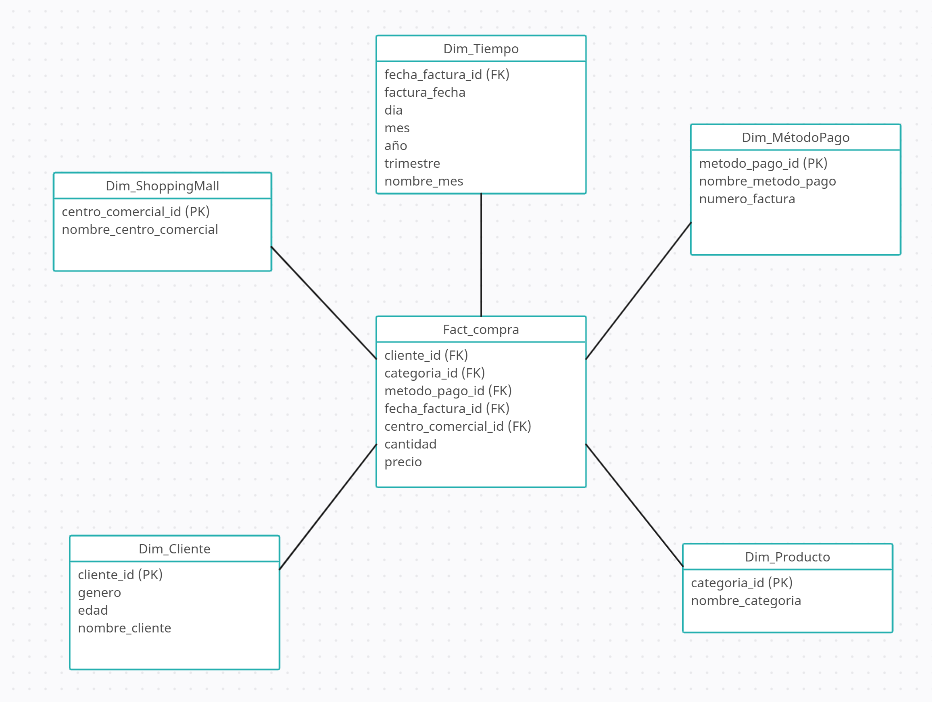 Dim_Tiempo
fecha_factura_id (FK)
factura_fecha
dia
mes
año
trimestre
nombre_mes
Dim_MétodoPago
metodo_pago_id (PK)
nombre_metodo_pago
numero_factura
Dim_ShoppingMall
centro_comercial_id (PK)
nombre_centro_comercial
Fact_compra
cliente_id (FK)
categoria_id (FK)
metodo_pago_id (FK)
fecha_factura_id (FK)
centro_comercial_id (FK)
cantidad
precio
Dim_Cliente
cliente_id (PK)
genero
edad
nombre_cliente
Dim_Producto
categoria_id (PK)
nombre_categoria